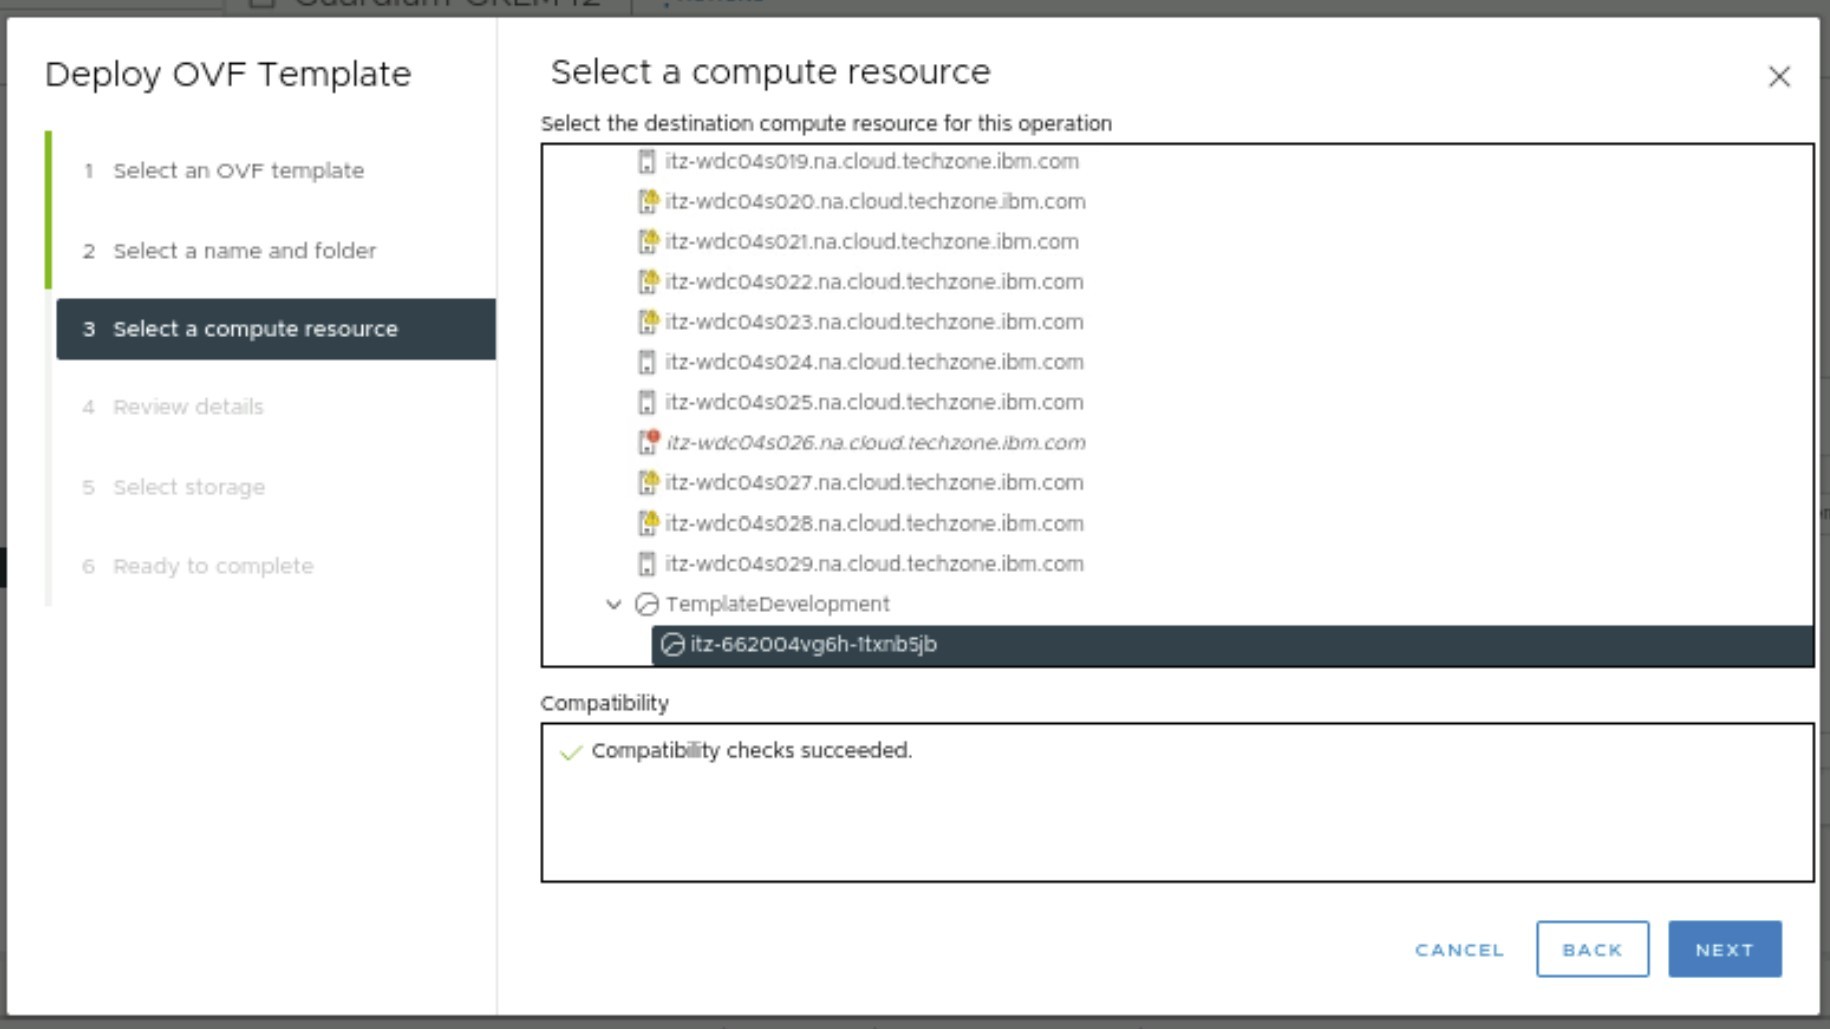 Deploy OVF Template
1 Select an OVF template
2 Select a name and folder
3 Select a compute resource
4 Review details
5 Select storage
6 Ready to complete
Select a compute resource
Select the destination compute resource for this operation
itz-wdc04s019.na.cloud.techzone.ibm.com
itz-wdc04s020.na.cloud.techzone.ibm.com
itz-wdc04s021.na.cloud.techzone.ibm.com
itz-wdc04s022.na.cloud.techzone.ibm.com
itz-wdc04s023.na.cloud.techzone.ibm.com
itz-wdc04s024.na.cloud.techzone.ibm.com
itz-wdc04s025.na.cloud.techzone.ibm.com
itz-wdc04s026.na.cloud.techzone.ibm.com
itz-wdc04s027.na.cloud.techzone.ibm.com
itz-wdc04s028.na.cloud.techzone.ibm.com
itz-wdc04s029.na.cloud.techzone.ibm.com
TemplateDevelopment
itz-662004vg6h-1txnb5jb
Compatibility
Compatibility checks succeeded.
CANCEL BACK NEXT